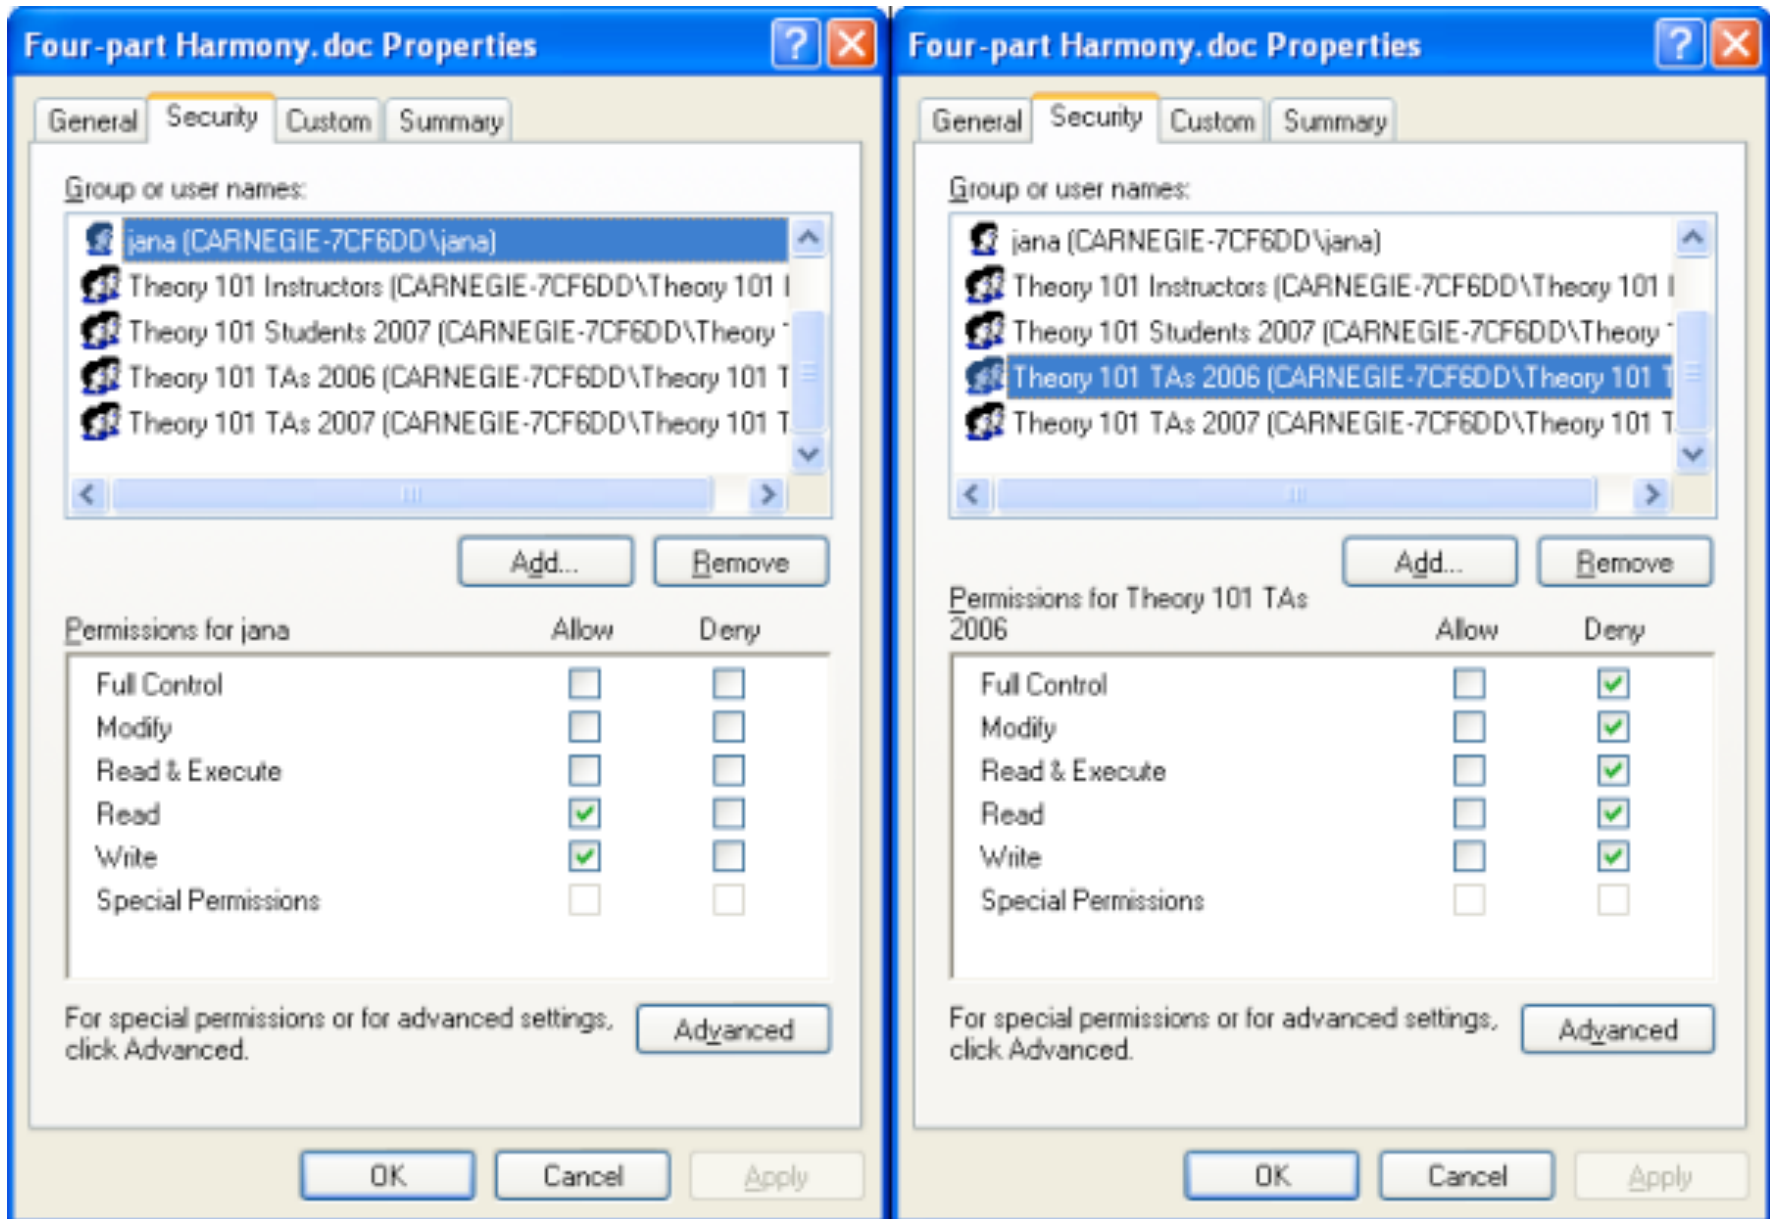 Four-part Harmony.doc Properties
General Security Custom Summary
Group or user names:
jana (CARNEGIE-7CF6DD\jana)
Theory 101 Instructors (CARNEGIE-7CF6DD\Theory 101 I
Theory 101 Students 2007 (CARNEGIE-7CF6DD\Theory
Theory 101 TAs 2006 (CARNEGIE-7CF6DD\Theory 101 T
Theory 101 TAs 2007 (CARNEGIE-7CF6DD\Theory 101 T
Add... Remove
Permissions for jana Allow Deny
Full Control
Modify
Read & Execute
Read
Write
Special Permissions
For special permissions or for advanced settings,
click Advanced.
Advanced
OK Cancel Apply
Four-part Harmony.doc Properties
General Security Custom Summary
Group or user names:
jana (CARNEGIE-7CF6DD\jana)
Theory 101 Instructors (CARNEGIE-7CF6DD\Theory 101 I
Theory 101 Students 2007 (CARNEGIE-7CF6DD\Theory
Theory 101 TAs 2006 (CARNEGIE-7CF6DD\Theory 101 T
Theory 101 TAs 2007 (CARNEGIE-7CF6DD\Theory 101 T
Add... Remove
Permissions for Theory 101 TAs
2006 Allow Deny
Full Control
Modify
Read & Execute
Read
Write
Special Permissions
For special permissions or for advanced settings,
click Advanced.
Advanced
OK Cancel Apply